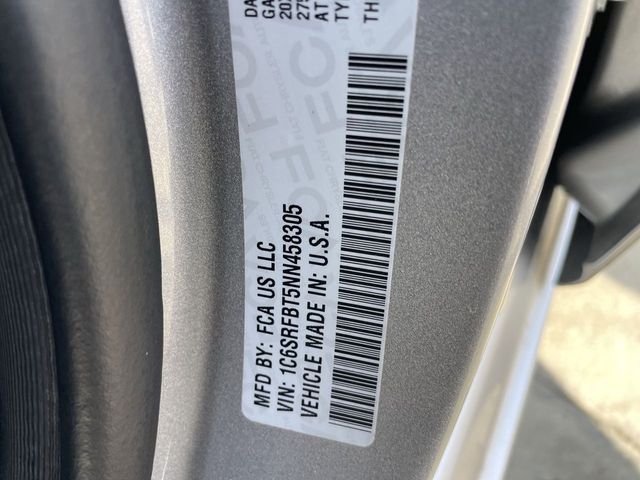 MFD BY: FCA US LLC
VIN: 1C6SRFBT5NN458305
VEHICLE MADE IN: U.S.A.